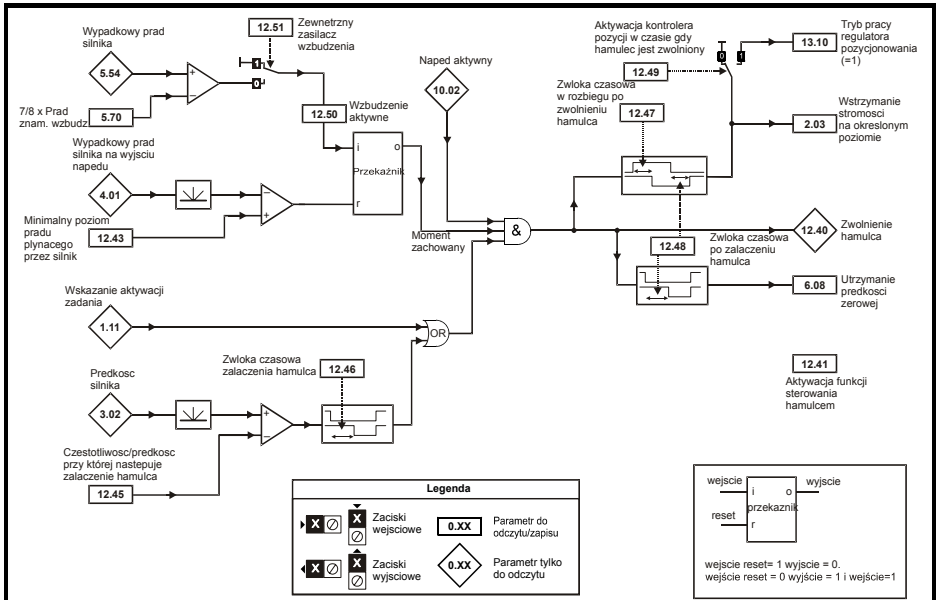 Wypadkowy prad
silnika
5.54
7/8 x Prad
znam. wzbudz
5.70
12.51
Zewnetrzny
zasilacz
wzbudzenia
1
0
12.50
Wzbudzenie
aktywne
Wypadkowy prad
silnika na wyjsciu
napedu
4.01
Minimalny poziom
pradu
plynacego
przez silnik
12.43
i
o
Przekaźnik
r
Naped aktywny
10.02
Moment
zachowany
&
Wskazanie aktywacji
zadania
1.11
OR
Predkosc
silnika
3.02
Zwloka czasowa
zalaczenia hamulca
12.46
Czestotliwosc/predkosc
przy której nastepuje
zalaczenie hamulca
12.45
Aktywacja kontrolera
pozycji w czasie gdy
hamulec jest zwolniony
12.49
0
1
Zwloka czasowa
w rozbiegu po
zwolnieniu
hamulca
12.47
12.48
Zwloka czasowa
po zalaczeniu
hamulca
13.10
Tryb pracy
regulatora
pozycjonowania
(=1)
2.03
Wstrzymanie
stromosci
na okreslonym
poziomie
12.40
Zwolnienie
hamulca
6.08
Utrzymanie
predkosci
zerowej
12.41
Aktywacja funkcji
sterowania
hamulcem
Legenda
X
X
Zaciski
wejsciowe
0.XX
Parametr do
odczytu/zapisu
X
X
Zaciski
wyjsciowe
0.XX
Parametr tylko
do odczytu
wejscie
i
o
wyjscie
przekaznik
reset
r
wejscie reset= 1 wyjscie = 0.
wejście reset = 0 wyjście = 1 i wejście=1